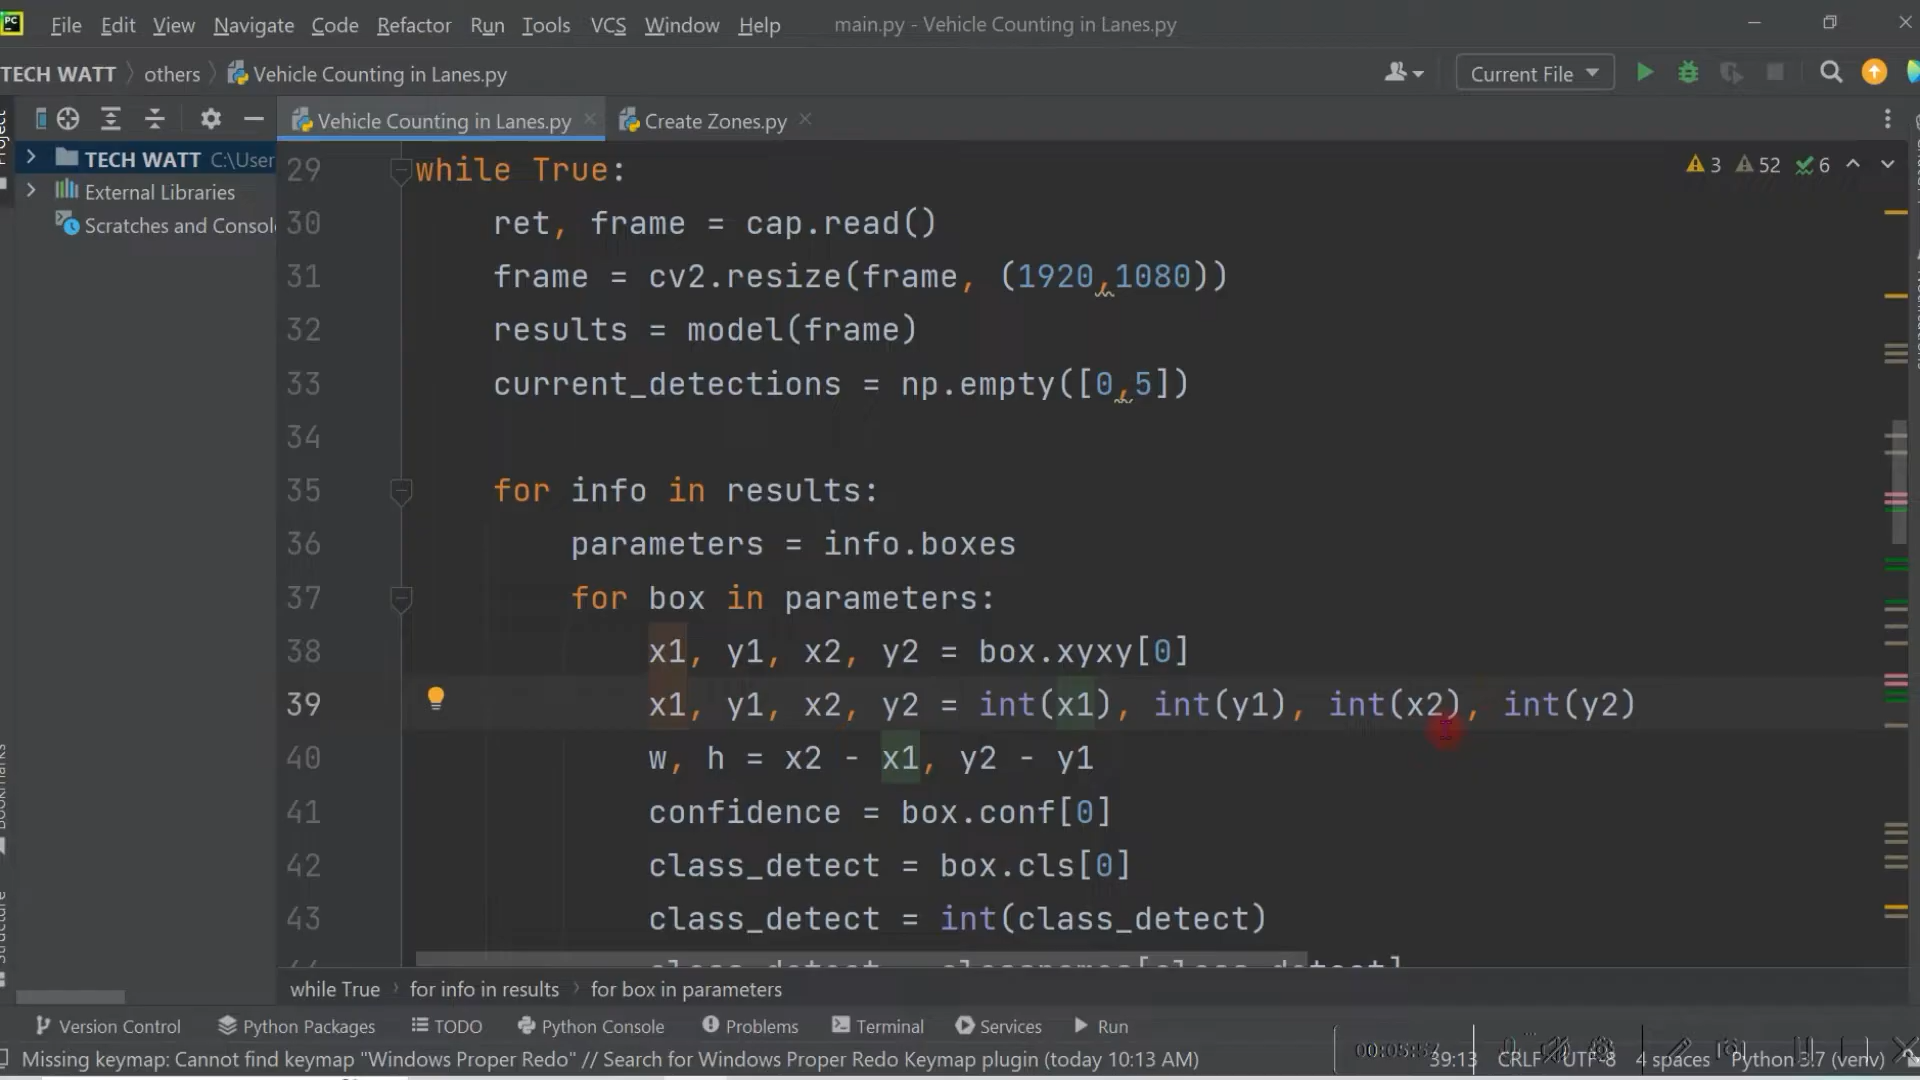 File Edit View Navigate Code Refactor Run Tools VCS Window Help main.py - Vehicle Counting in Lanes.py
TECH WATT others Vehicle Counting in Lanes.py Current File
Project Vehicle Counting in Lanes.py Create Zones.py
TECH WATT C:\User
External Libraries
Scratches and Consol
3 52 6
29 while True:
30 ret, frame = cap.read()
31 frame = cv2.resize(frame, (1920,1080))
32 results = model(frame)
33 current_detections = np.empty([0,5])
34
35 for info in results:
36 parameters = info.boxes
37 for box in parameters:
38 x1, y1, x2, y2 = box.xyxy[0]
39 x1, y1, x2, y2 = int(x1), int(y1), int(x2), int(y2)
40 w, h = x2 - x1, y2 - y1
41 confidence = box.conf[0]
42 class_detect = box.cls[0]
43 class_detect = int(class_detect)
Bookmarks
Structure
while True for info in results for box in parameters
Version Control Python Packages TODO Python Console Problems Terminal Services Run
Missing keymap: Cannot find keymap "Windows Proper Redo" // Search for Windows Proper Redo Keymap plugin (today 10:13 AM) 39:13 CRLF UTF-8 4 spaces Python 3.7 (venv)